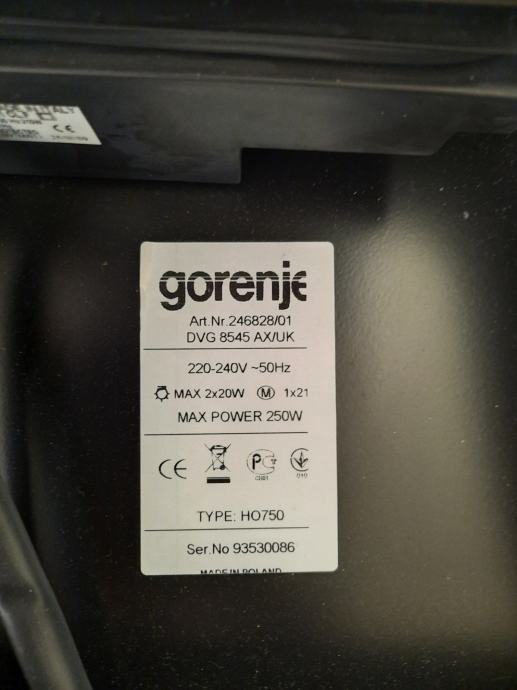 gorenje
Art.Nr.246828/01
DVG 8545 AX/UK
220-240V ~50Hz
MAX 2x20W M 1x21
MAX POWER 250W
CE
TYPE: HO750
Ser.No 93530086
MADE IN POLAND
CE